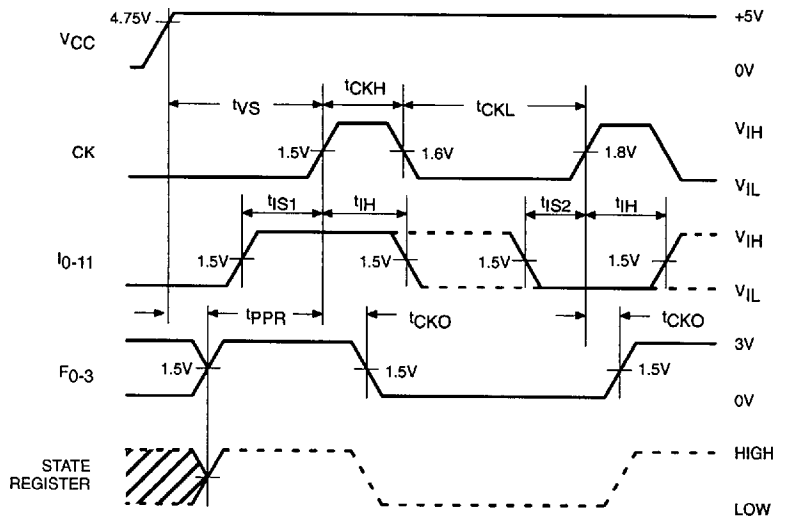 4.75V
+5V
VCC
0V
tCKH
tVS
tCKL
VIH
CK
1.5V
1.6V
1.8V
VIL
tIS1
tIH
tIS2
tIH
VIH
I0-11
1.5V
1.5V
1.5V
1.5V
VIL
tPPR
tCKO
tCKO
3V
F0-3
1.5V
1.5V
1.5V
0V
HIGH
STATE
REGISTER
LOW